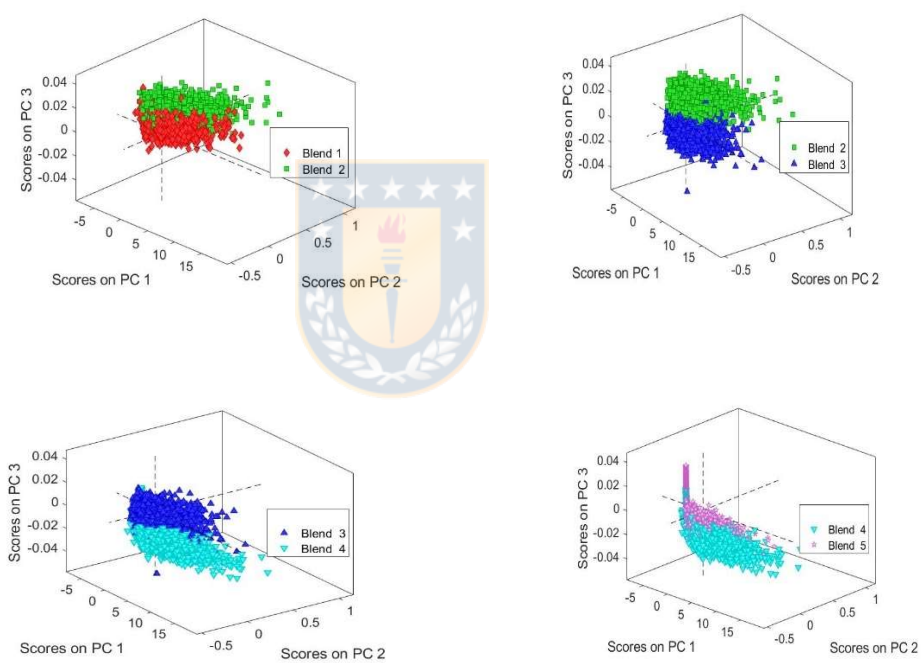 0.04
0.02
0
-0.02
-0.04
Scores on PC 3
-5
0
5
10
15
Scores on PC 1
-0.5
0
0.5
1
Scores on PC 2
Blend 1
Blend 2
0.04
0.02
0
-0.02
-0.04
Scores on PC 3
-5
0
5
10
15
Scores on PC 1
-0.5
0
0.5
1
Scores on PC 2
Blend 2
Blend 3
0.04
0.02
0
-0.02
-0.04
Scores on PC 3
-5
0
5
10
15
Scores on PC 1
-0.5
0
0.5
1
Scores on PC 2
Blend 3
Blend 4
0.04
0.02
0
-0.02
-0.04
Scores on PC 3
-5
0
5
10
15
Scores on PC 1
-0.5
0
0.5
1
Scores on PC 2
Blend 4
Blend 5